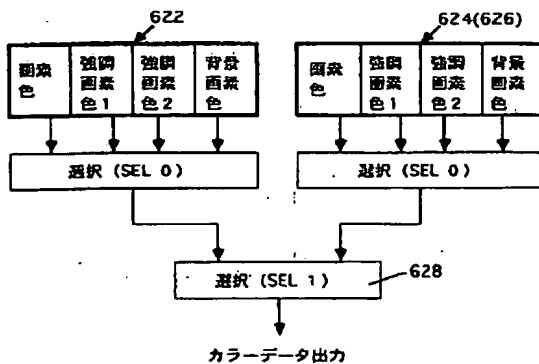 622
624(626)
画素
色
強調
画素
色1
強調
画素
色2
背景
画素
色
画素
色
強調
画素
色1
強調
画素
色2
背景
画素
色
選択 (SEL 0)
選択 (SEL 0)
選択 (SEL 1)
628
カラーデータ出力